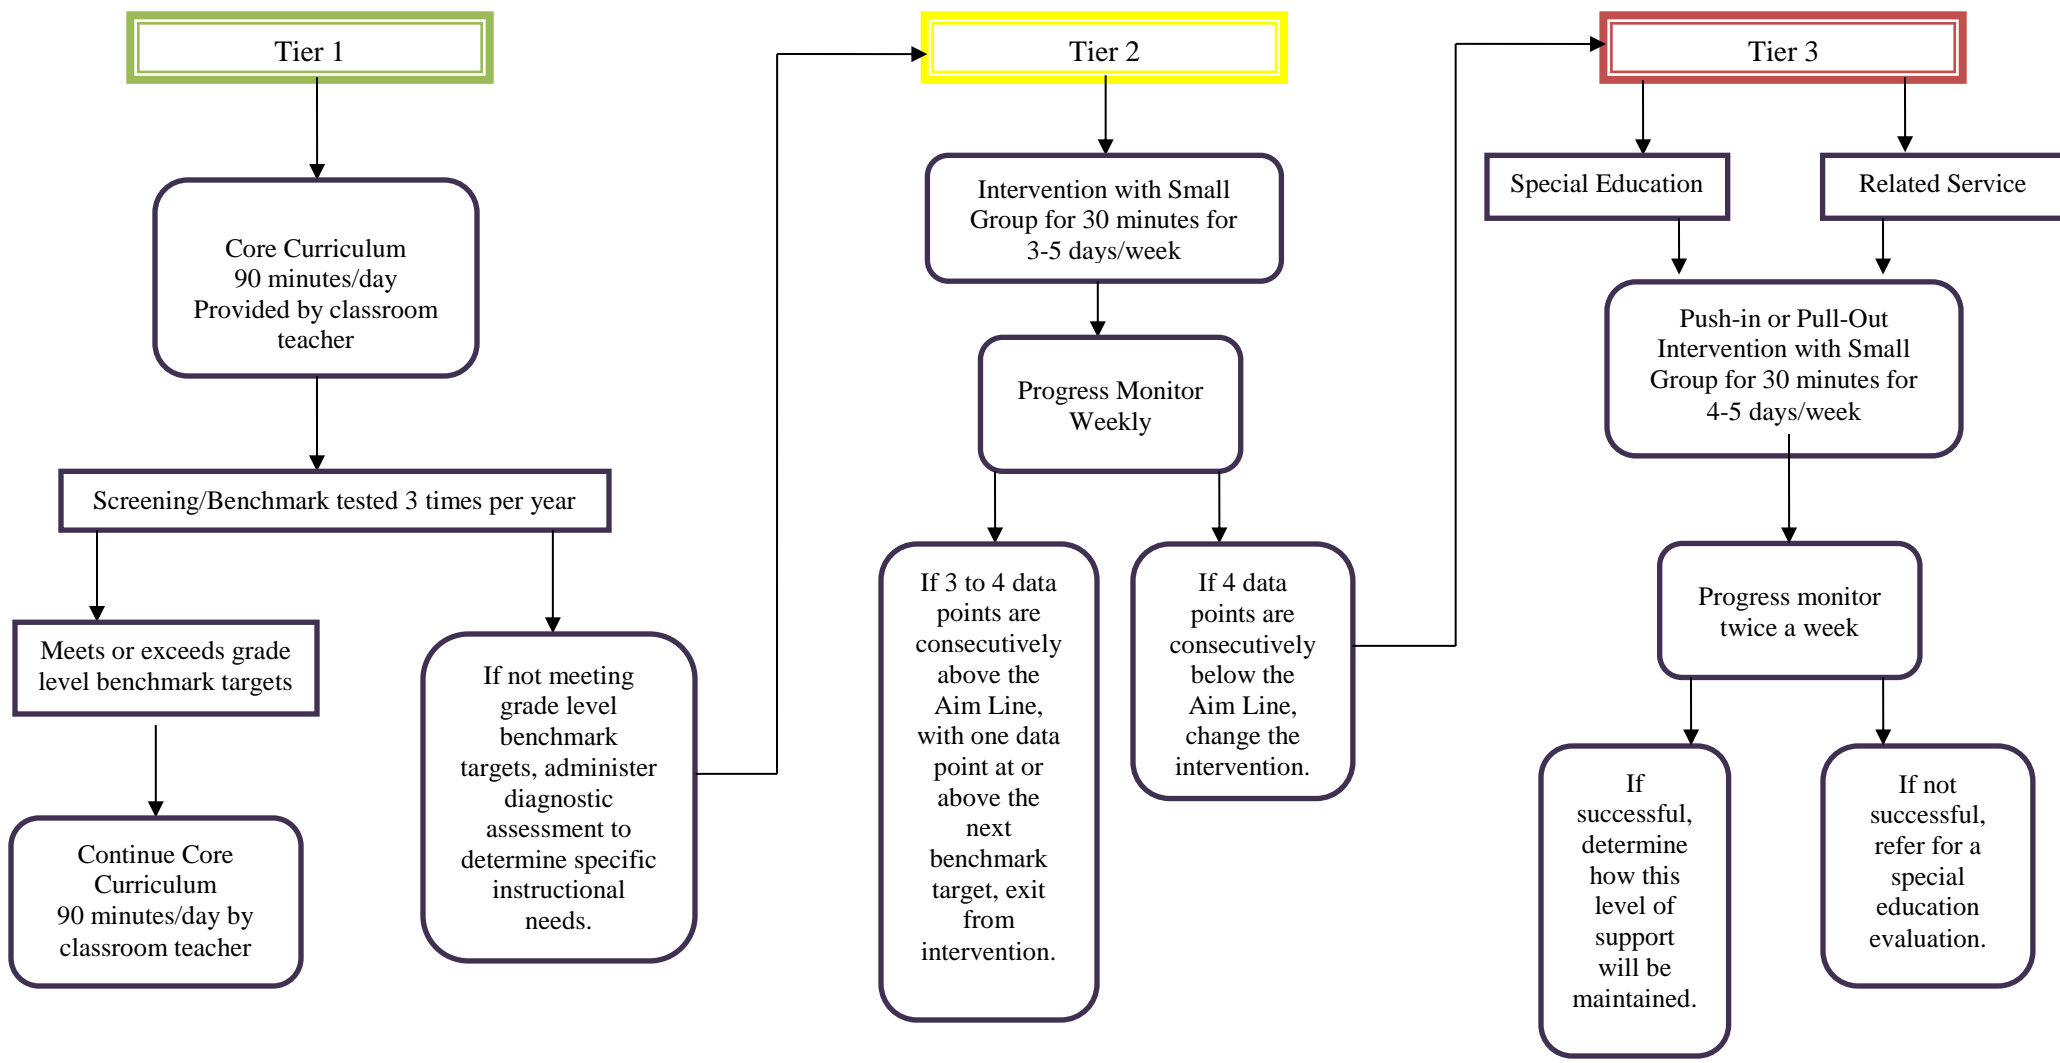 Tier 1
Core Curriculum
90 minutes/day
Provided by classroom
teacher
Screening/Benchmark tested 3 times per year
Meets or exceeds grade
level benchmark targets
Continue Core
Curriculum
90 minutes/day by
classroom teacher
If not meeting
grade level
benchmark
targets, administer
diagnostic
assessment to
determine specific
instructional
needs.
Tier 2
Intervention with Small
Group for 30 minutes for
3-5 days/week
Progress Monitor
Weekly
If 3 to 4 data
points are
consecutively
above the
Aim Line,
with one data
point at or
above the
next
benchmark
target, exit
from
intervention.
If 4 data
points are
consecutively
below the
Aim Line,
change the
intervention.
Tier 3
Special Education
Related Service
Push-in or Pull-Out
Intervention with Small
Group for 30 minutes for
4-5 days/week
Progress monitor
twice a week
If
successful,
determine
how this
level of
support
will be
maintained.
If not
successful,
refer for a
special
education
evaluation.